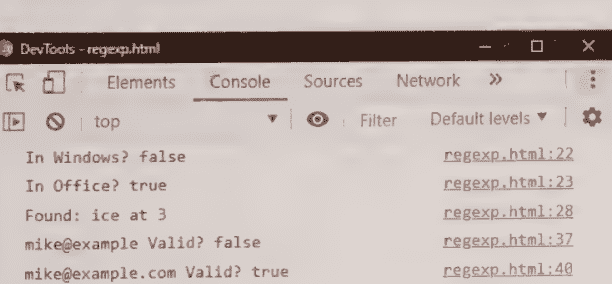 DevTools - regexp.html
Elements Console Sources Network »
top Filter Default levels ▼
In Windows? false regexp.html:22
In Office? true regexp.html:23
Found: ice at 3 regexp.html:28
mike@example Valid? false regexp.html:37
mike@example.com Valid? true regexp.html:40